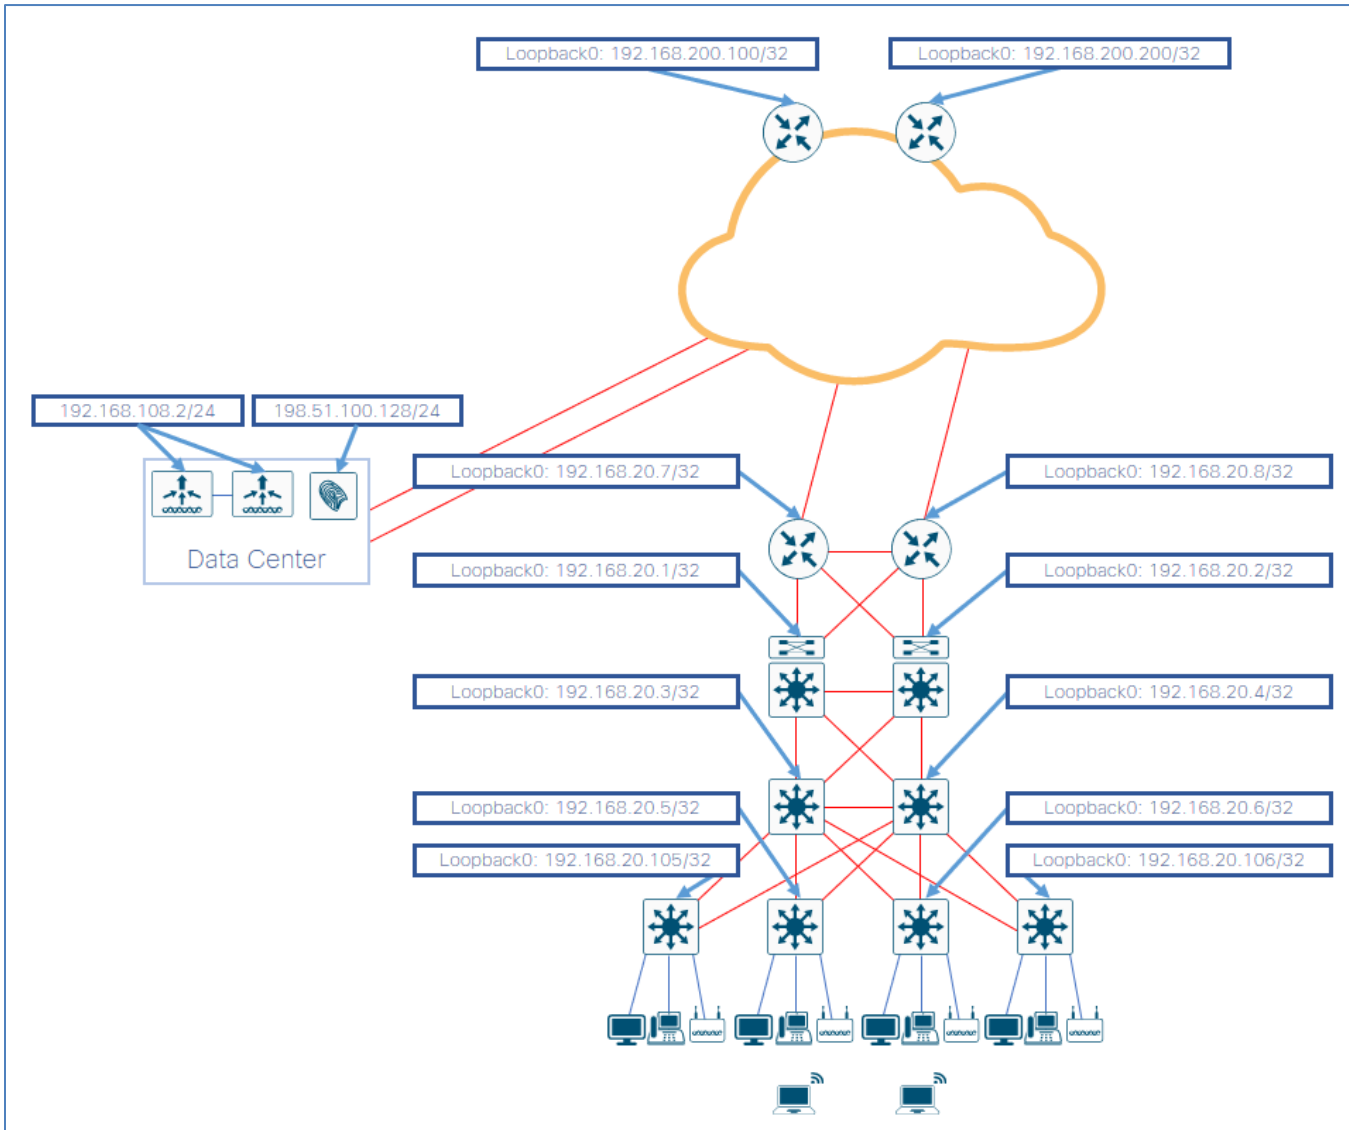 Loopback0: 192.168.200.100/32
Loopback0: 192.168.200.200/32
192.168.108.2/24
198.51.100.128/24
Loopback0: 192.168.20.7/32
Loopback0: 192.168.20.8/32
Data Center
Loopback0: 192.168.20.1/32
Loopback0: 192.168.20.2/32
Loopback0: 192.168.20.3/32
Loopback0: 192.168.20.4/32
Loopback0: 192.168.20.5/32
Loopback0: 192.168.20.6/32
Loopback0: 192.168.20.105/32
Loopback0: 192.168.20.106/32